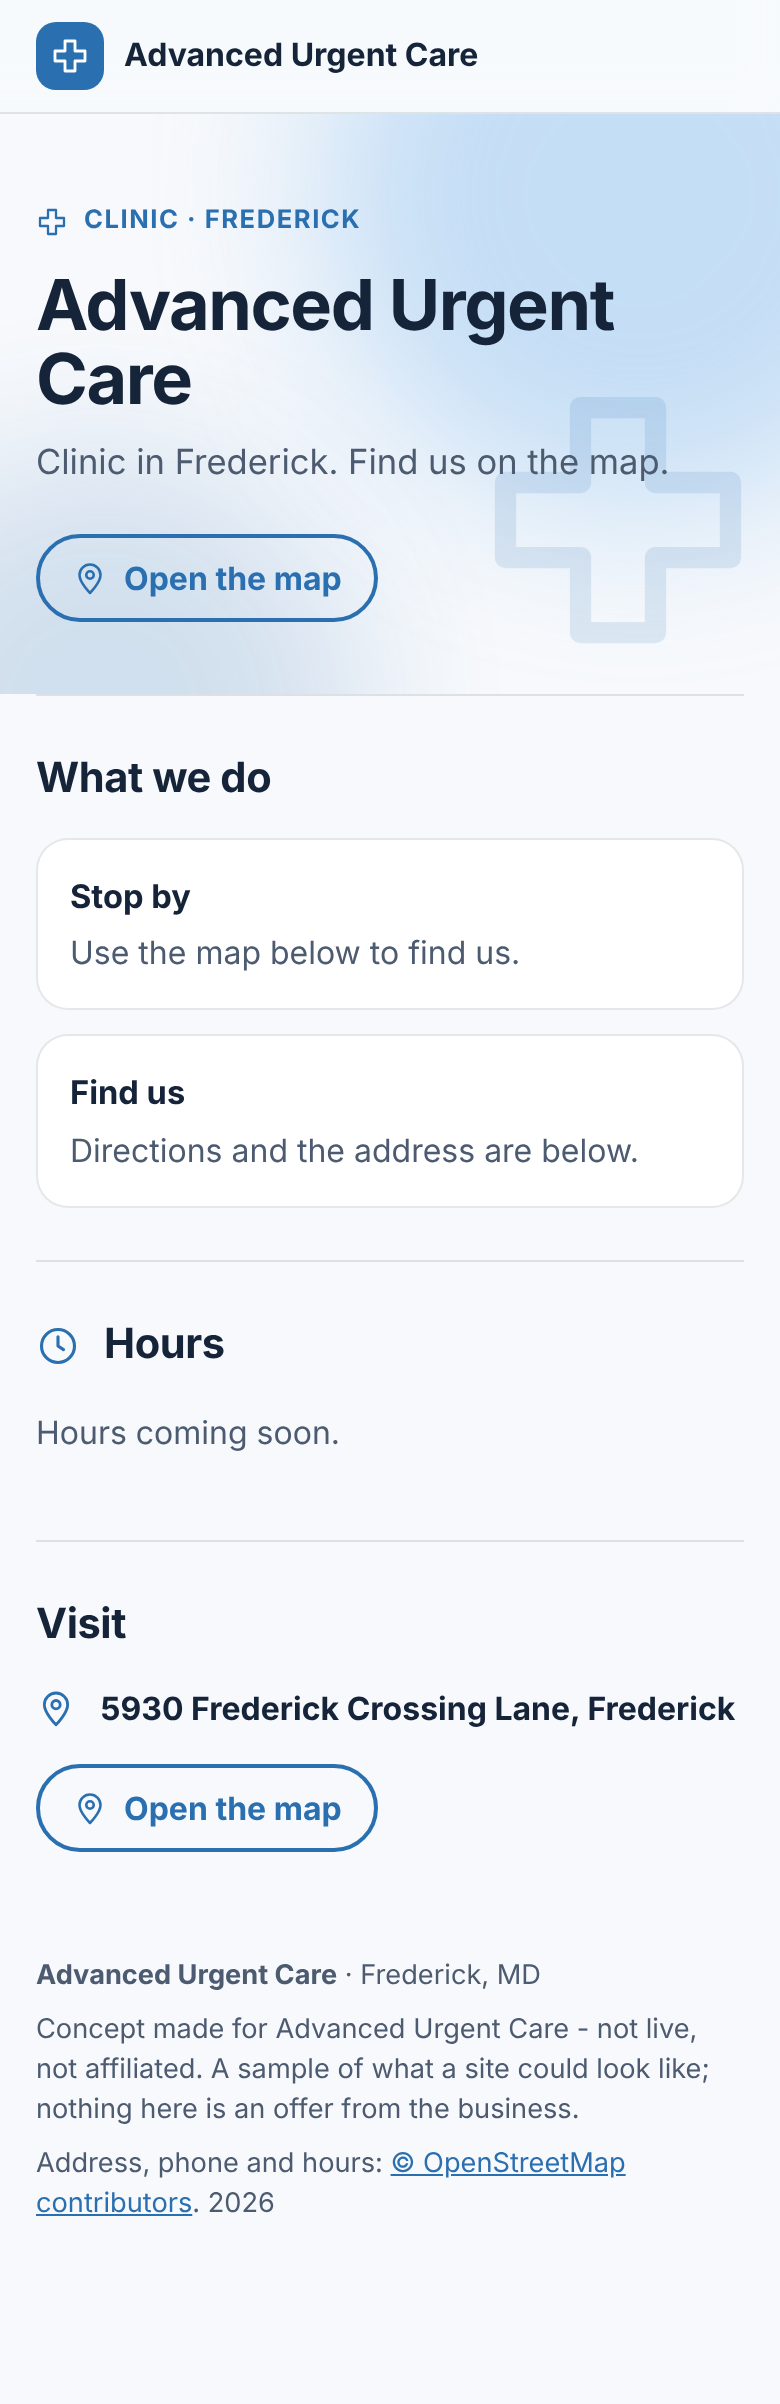 Advanced Urgent Care
CLINIC · FREDERICK
Advanced Urgent
Care
Clinic in Frederick. Find us on the map.
Open the map
What we do
Stop by
Use the map below to find us.
Find us
Directions and the address are below.
Hours
Hours coming soon.
Visit
5930 Frederick Crossing Lane, Frederick
Open the map
Advanced Urgent Care · Frederick, MD
Concept made for Advanced Urgent Care - not live,
not affiliated. A sample of what a site could look like;
nothing here is an offer from the business.
Address, phone and hours: © OpenStreetMap
contributors. 2026